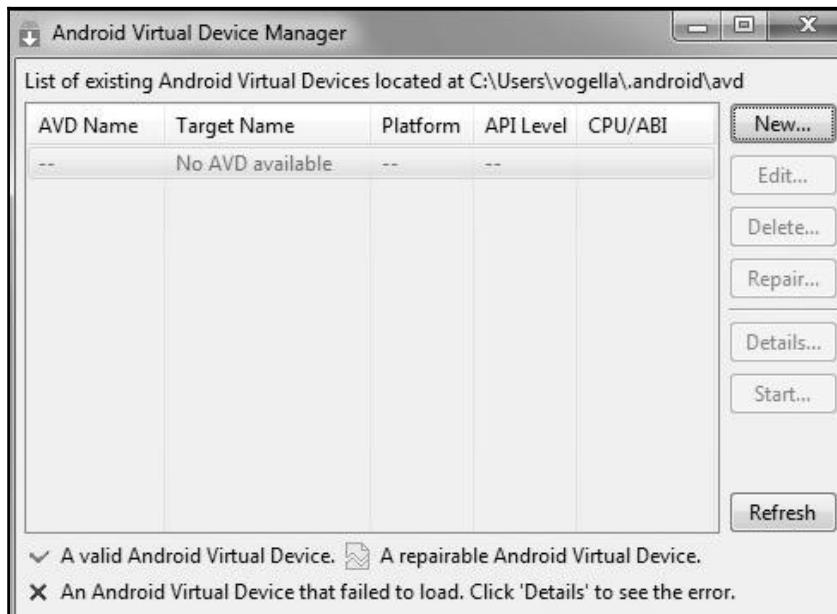 Android Virtual Device Manager
List of existing Android Virtual Devices located at C:\Users\vogella\.android\avd
AVD Name Target Name Platform API Level CPU/ABI
-- No AVD available -- --
New...
Edit...
Delete...
Repair...
Details...
Start...
Refresh
A valid Android Virtual Device. A repairable Android Virtual Device.
An Android Virtual Device that failed to load. Click 'Details' to see the error.